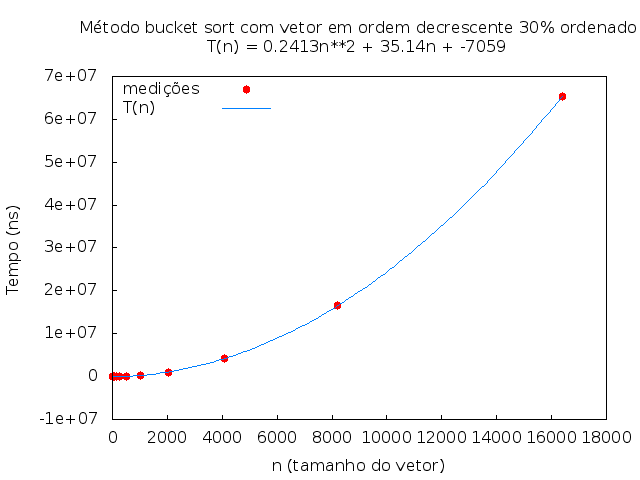 Método bucket sort com vetor em ordem decrescente 30% ordenado
T(n) = 0.2413n**2 + 35.14n + -7059
7e+07
6e+07
5e+07
4e+07
3e+07
2e+07
1e+07
0
-1e+07
medições
T(n)
Tempo (ns)
0 2000 4000 6000 8000 10000 12000 14000 16000 18000
n (tamanho do vetor)